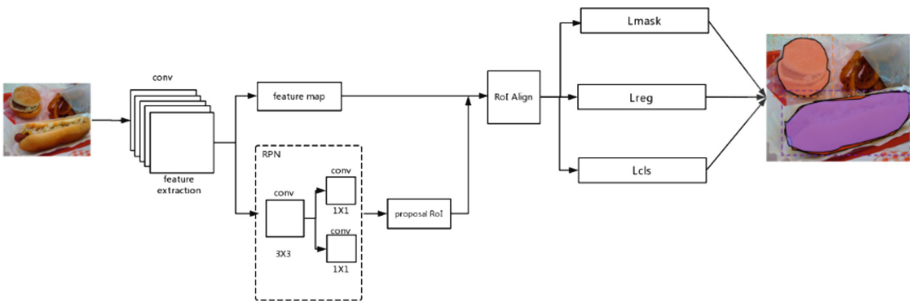 conv
feature
extraction
feature map
RPN
conv
3X3
conv
1X1
conv
1X1
proposal RoI
RoI Align
Lmask
Lreg
Lcls